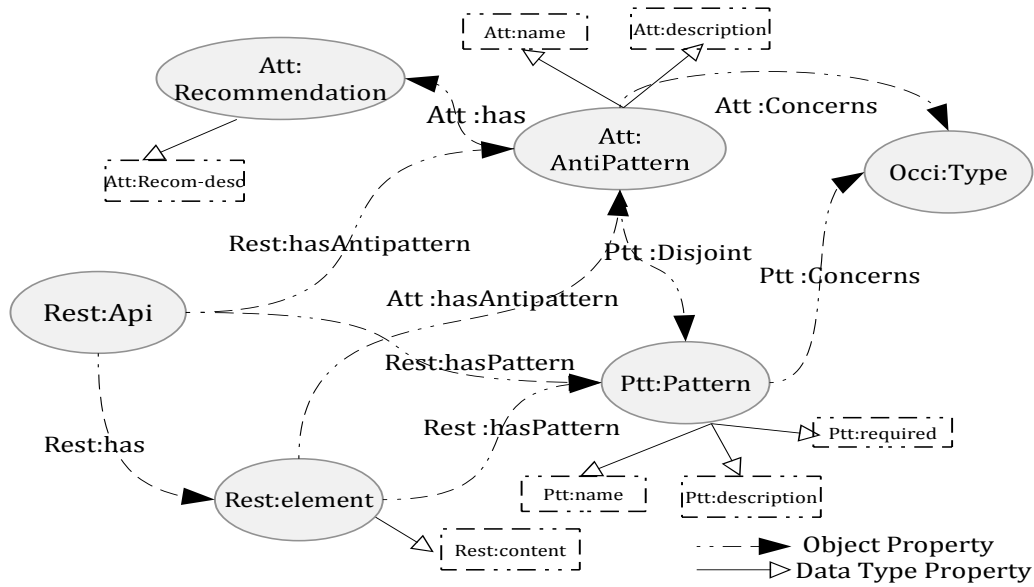 Att:name
Att:description
Att:
Recommendation
Att :has
Att :Concerns
Att:
AntiPattern
Occi:Type
Att:Recom-desc
Rest:hasAntipattern
Ptt :Disjoint
Ptt :Concerns
Att :hasAntipattern
Rest:Api
Rest:hasPattern
Ptt:Pattern
Rest :hasPattern
Ptt:required
Rest:has
Rest:element
Ptt:name
Ptt:description
Rest:content
Object Property
Data Type Property